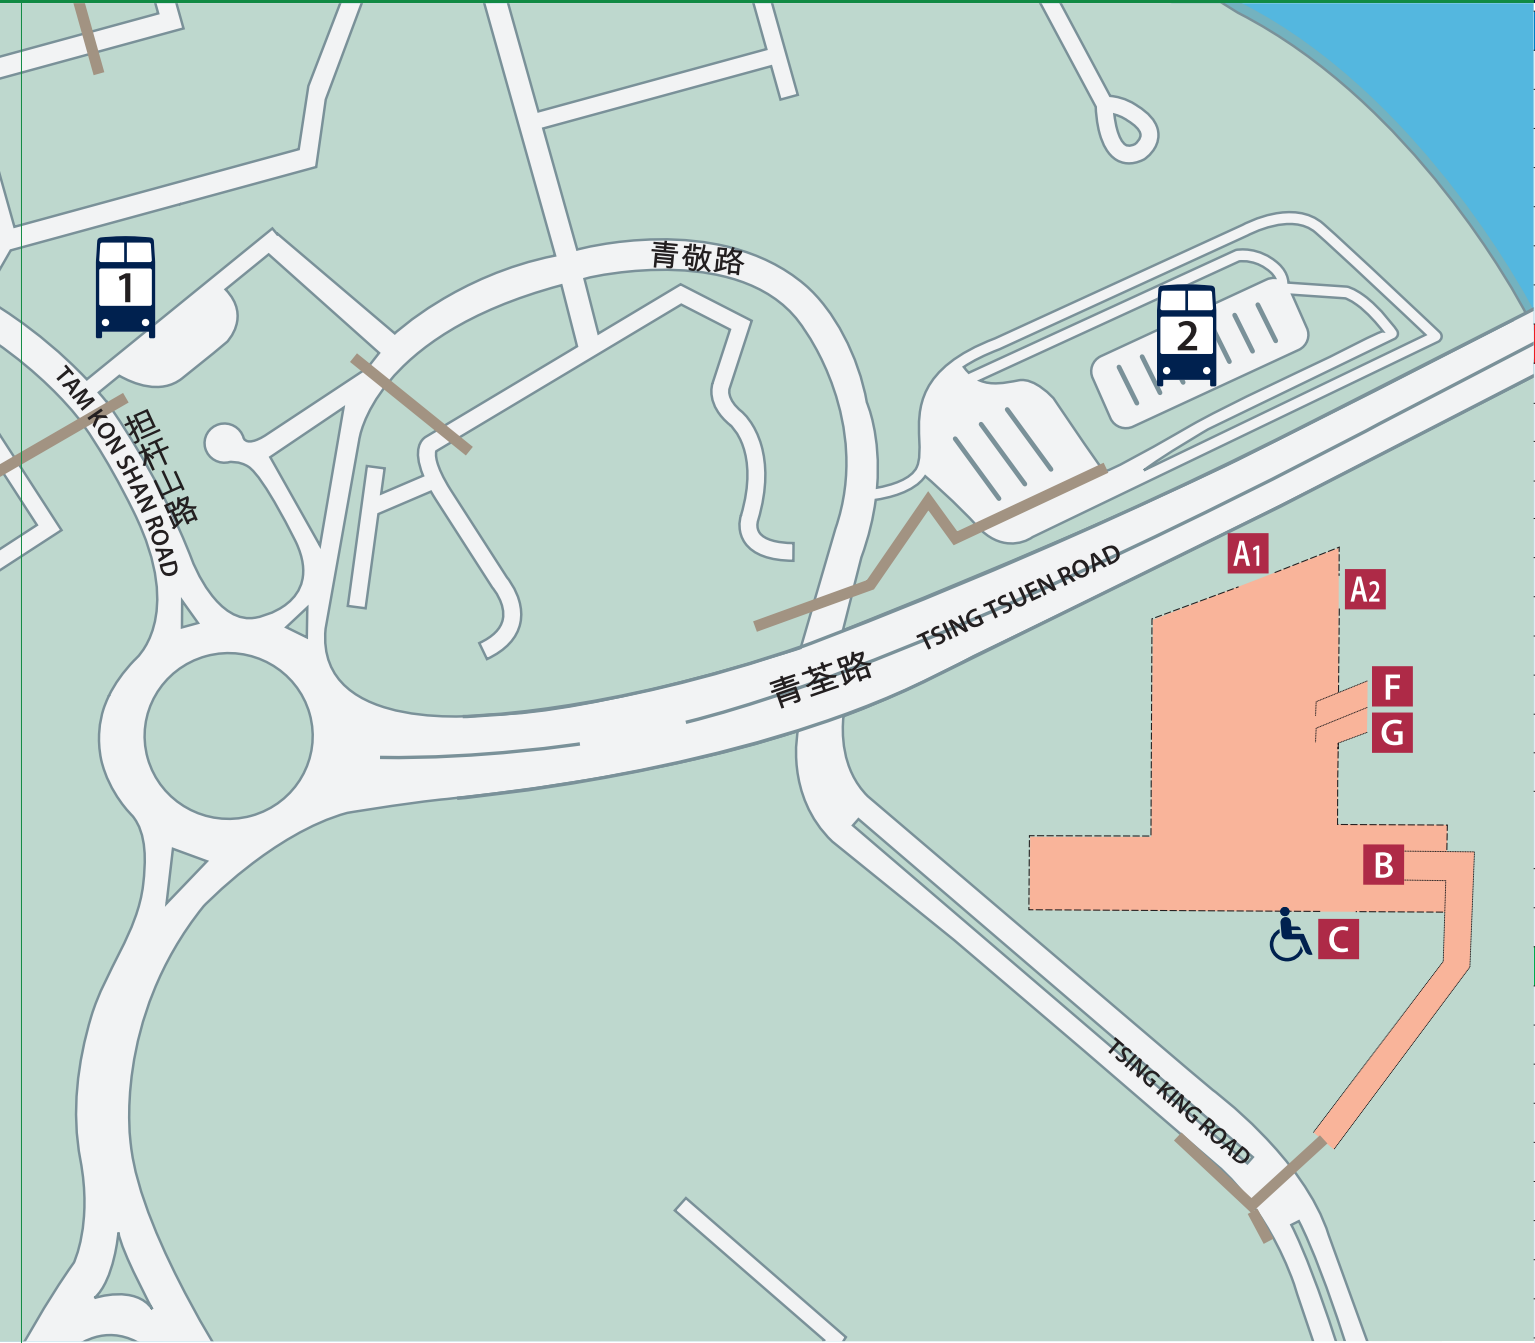 青敬路
1
2
TAM KON SHAN ROAD
担杆山路
A1
TSING TSUEN ROAD
A2
青荃路
F
G
B
C
TSING KING ROAD